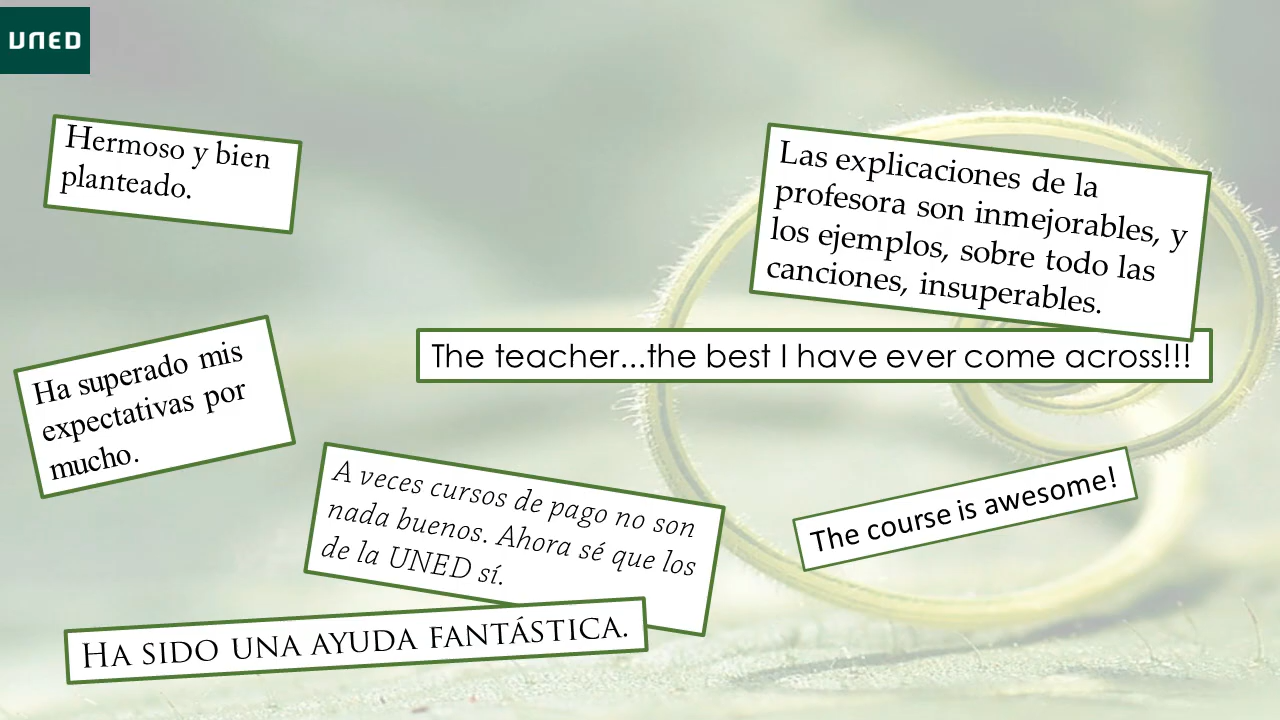 UNED
Hermoso y bien
planteado.
Las explicaciones de la
profesora son inmejorables, y
los ejemplos, sobre todo las
canciones, insuperables.
The teacher...the best I have ever come across!!!
Ha superado mis
expectativas por
mucho.
A veces cursos de pago no son
nada buenos. Ahora sé que los
de la UNED sí.
The course is awesome!
HA SIDO UNA AYUDA FANTÁSTICA.